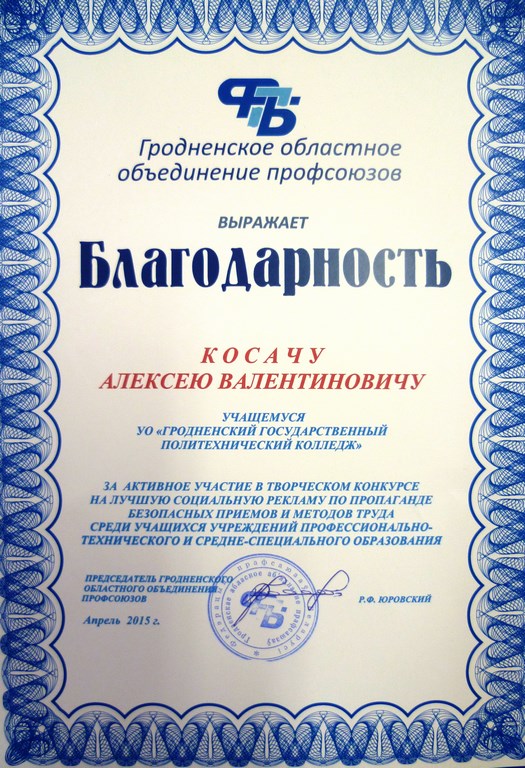 ФПБ
Гродненское областное
объединение профсоюзов
ВЫРАЖАЕТ
Благодарность
КОСАЧУ
АЛЕКСЕЮ ВАЛЕНТИНОВИЧУ
УЧАЩЕМУСЯ
УО «ГРОДНЕНСКИЙ ГОСУДАРСТВЕННЫЙ
ПОЛИТЕХНИЧЕСКИЙ КОЛЛЕДЖ»
ЗА АКТИВНОЕ УЧАСТИЕ В ТВОРЧЕСКОМ КОНКУРСЕ
НА ЛУЧШУЮ СОЦИАЛЬНУЮ РЕКЛАМУ ПО ПРОПАГАНДЕ
БЕЗОПАСНЫХ ПРИЕМОВ И МЕТОДОВ ТРУДА
СРЕДИ УЧАЩИХСЯ УЧРЕЖДЕНИЙ ПРОФЕССИОНАЛЬНО-
ТЕХНИЧЕСКОГО И СРЕДНЕ-СПЕЦИАЛЬНОГО ОБРАЗОВАНИЯ
ПРЕДСЕДАТЕЛЬ ГРОДНЕНСКОГО
ОБЛАСТНОГО ОБЪЕДИНЕНИЯ
ПРОФСОЮЗОВ
Р.Ф. ЮРОВСКИЙ
Апрель 2015 г.
ФПБ